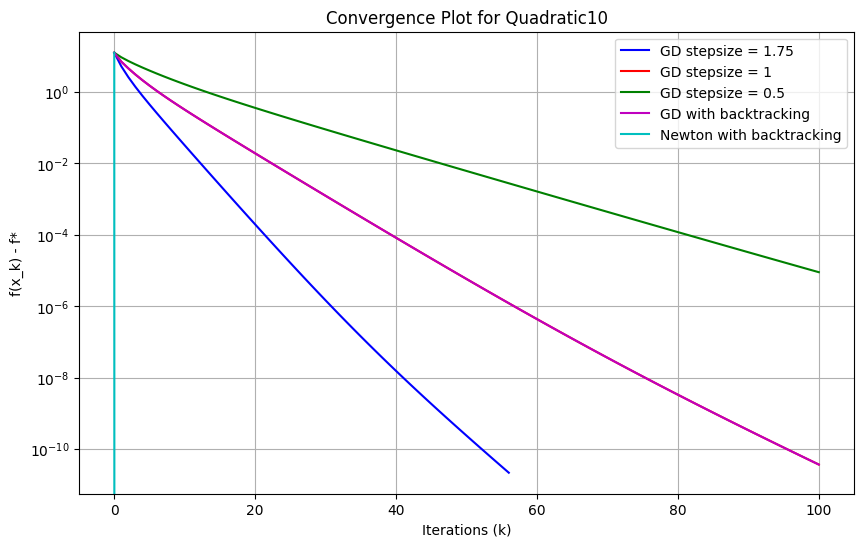 Convergence Plot for Quadratic10
GD stepsize = 1.75
GD stepsize = 1
GD stepsize = 0.5
GD with backtracking
Newton with backtracking
f(x_k) - f*
10⁰
10⁻²
10⁻⁴
10⁻⁶
10⁻⁸
10⁻¹⁰
0 20 40 60 80 100
Iterations (k)